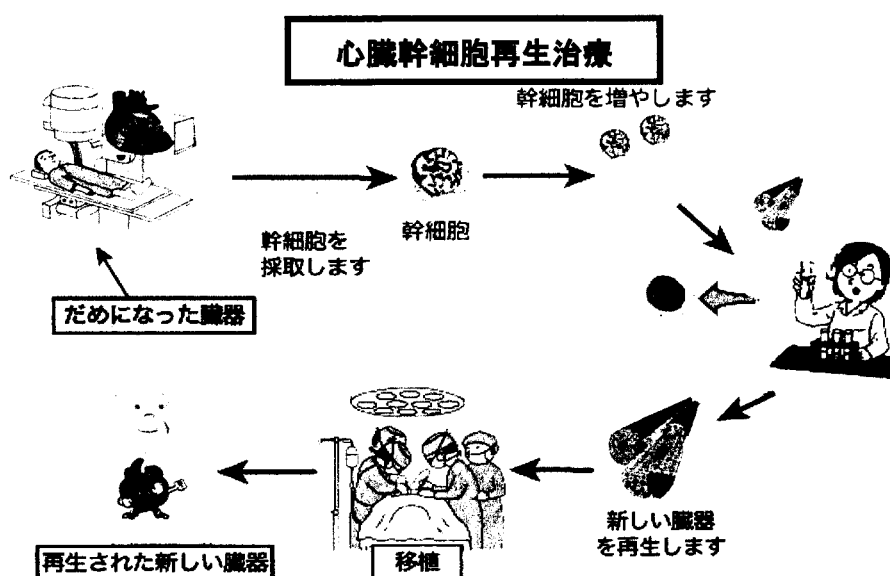 心臓幹細胞再生治療
幹細胞を増やします
幹細胞を
採取します
幹細胞
だめになった臓器
新しい臓器
を再生します
移植
再生された新しい臓器